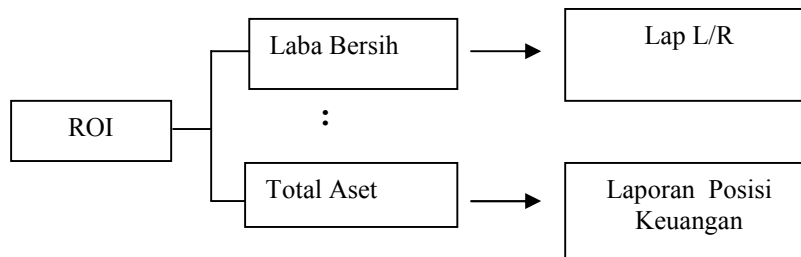 Laba Bersih
Lap L/R
ROI
:
Total Aset
Laporan Posisi
Keuangan